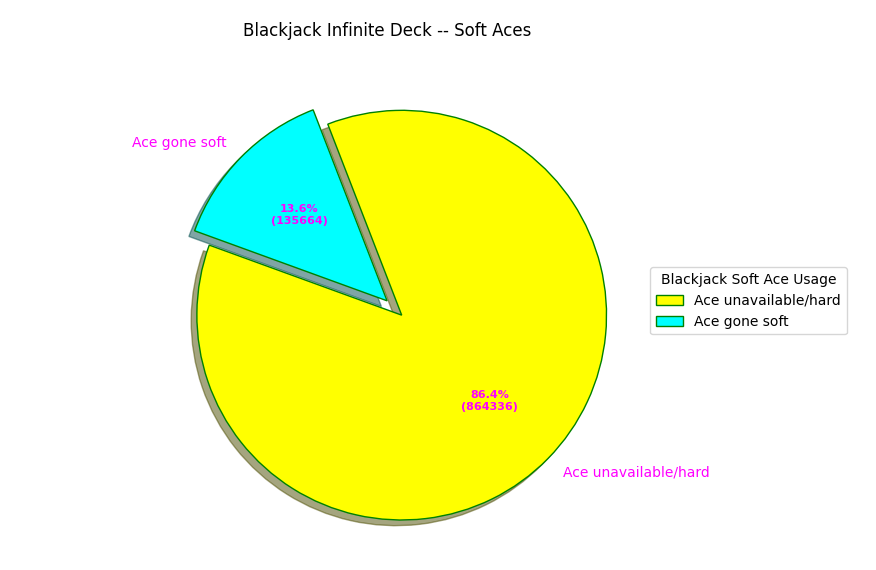 Blackjack Infinite Deck -- Soft Aces
Ace gone soft
13.6%
(135664)
86.4%
(864336)
Ace unavailable/hard
Blackjack Soft Ace Usage
Ace unavailable/hard
Ace gone soft